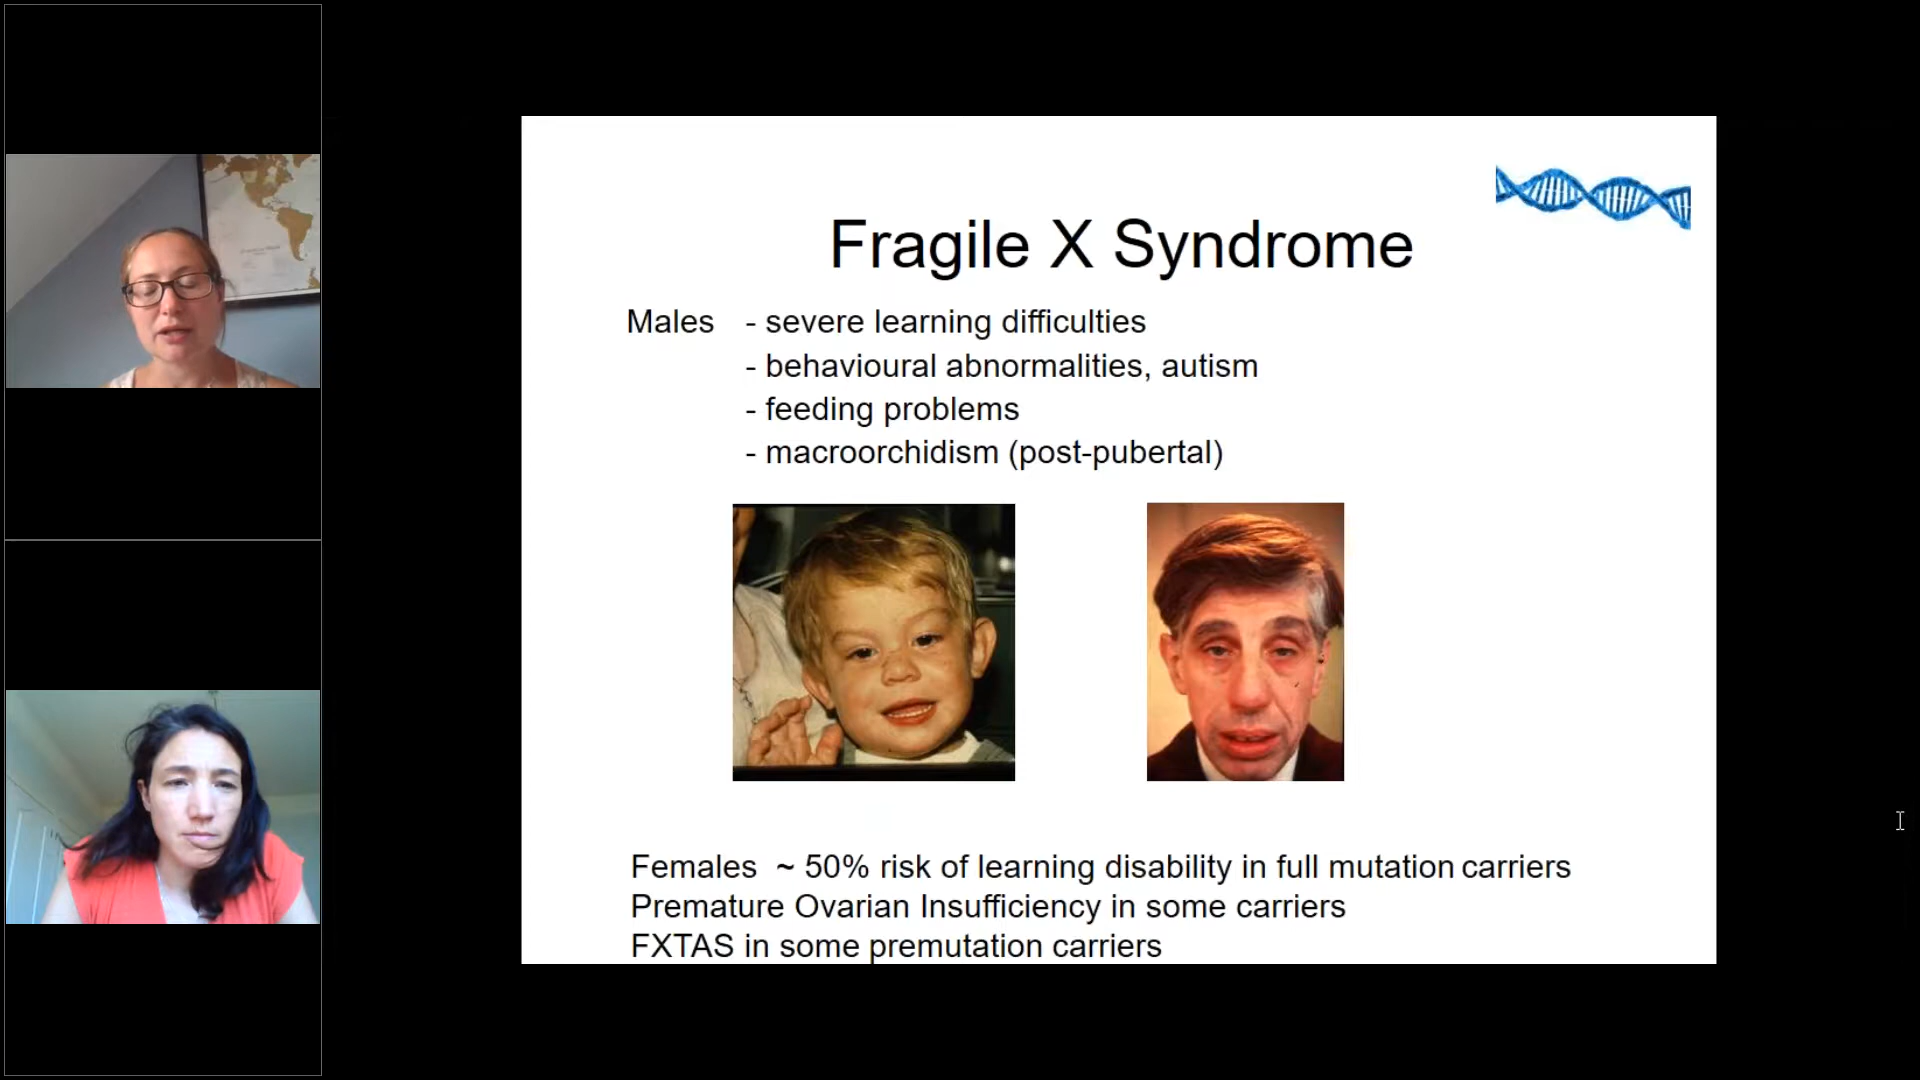 Fragile X Syndrome
Males - severe learning difficulties
- behavioural abnormalities, autism
- feeding problems
- macroorchidism (post-pubertal)
Females ~ 50% risk of learning disability in full mutation carriers
Premature Ovarian Insufficiency in some carriers
FXTAS in some premutation carriers